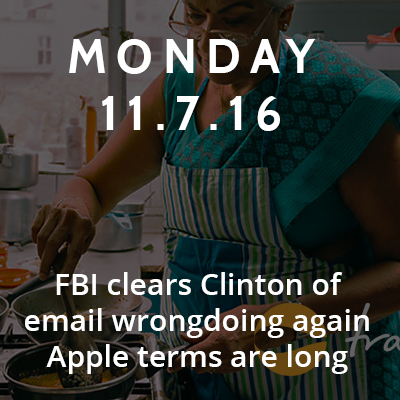 MONDAY
11.7.16
FBI clears Clinton of
email wrongdoing again
Apple terms are long